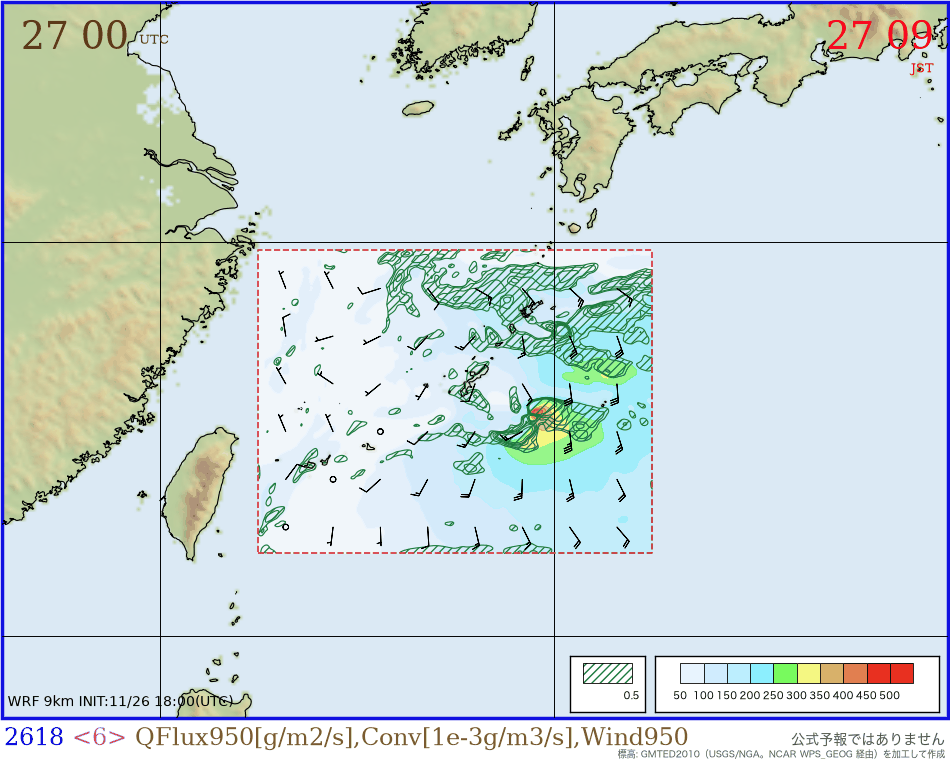 27 00 UTC
27 09
JST
0.5
50 100 150 200 250 300 350 400 450 500
WRF 9km INIT:11/26 18:00(UTC)
2618 <6> QFlux950[g/m2/s],Conv[1e-3g/m3/s],Wind950
公式予報ではありません
標高: GMTED2010（USGS/NGA。NCAR WPS_GEOG 経由）を加工して作成